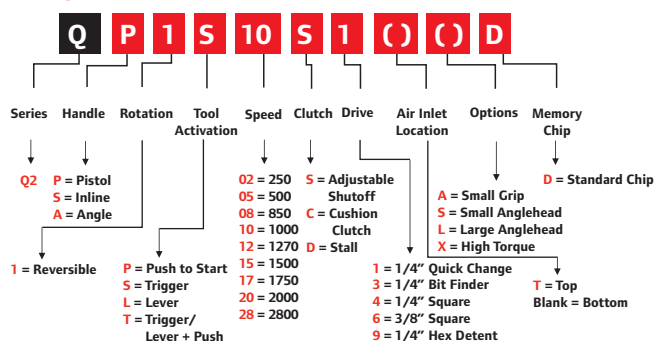 Q P 1 S 10 S 1 ( ) ( ) D
Series Handle Rotation Tool Activation Speed Clutch Drive Air Inlet Location Options Memory Chip
Q2
P = Pistol
S = Inline
A = Angle
1 = Reversible
P = Push to Start
S = Trigger
L = Lever
T = Trigger/
Lever + Push
02 = 250
05 = 500
08 = 850
10 = 1000
12 = 1270
15 = 1500
17 = 1750
20 = 2000
28 = 2800
S = Adjustable
Shutoff
C = Cushion
Clutch
D = Stall
1 = 1/4” Quick Change
3 = 1/4” Bit Finder
4 = 1/4” Square
6 = 3/8” Square
9 = 1/4” Hex Detent
T = Top
Blank = Bottom
A = Small Grip
S = Small Anglehead
L = Large Anglehead
X = High Torque
D = Standard Chip